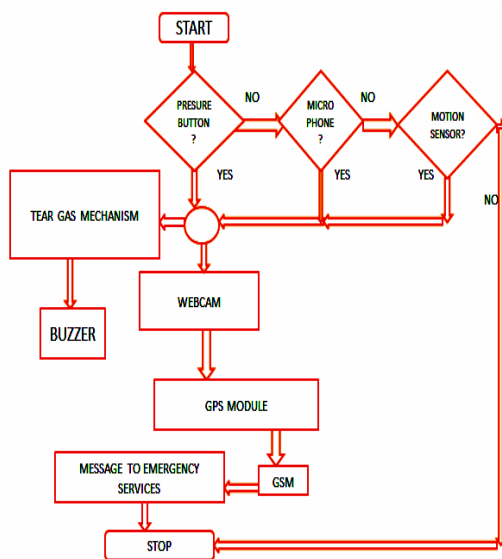 START
PRESURE
BUTTON
?
NO
MICRO
PHONE
?
NO
MOTION
SENSOR?
YES
YES
YES
NO
TEAR GAS MECHANISM
BUZZER
WEBCAM
GPS MODULE
GSM
MESSAGE TO EMERGENCY
SERVICES
STOP